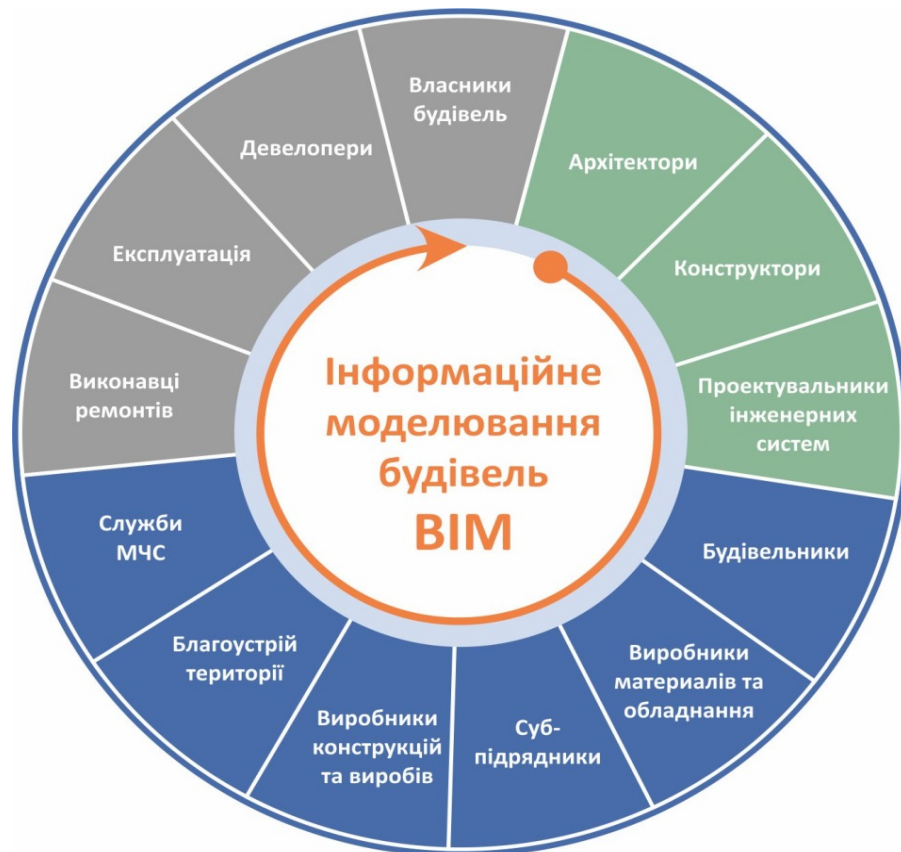 Власники
будівель
Архітектори
Конструктори
Проектувальники
інженерних
систем
Будівельники
Виробники
матеріалів та
обладнання
Суб-
підрядники
Виробники
конструкцій
та виробів
Благоустрій
території
Служби
МЧС
Виконавці
ремонтів
Експлуатація
Девелопери
Інформаційне
моделювання
будівель
BIM